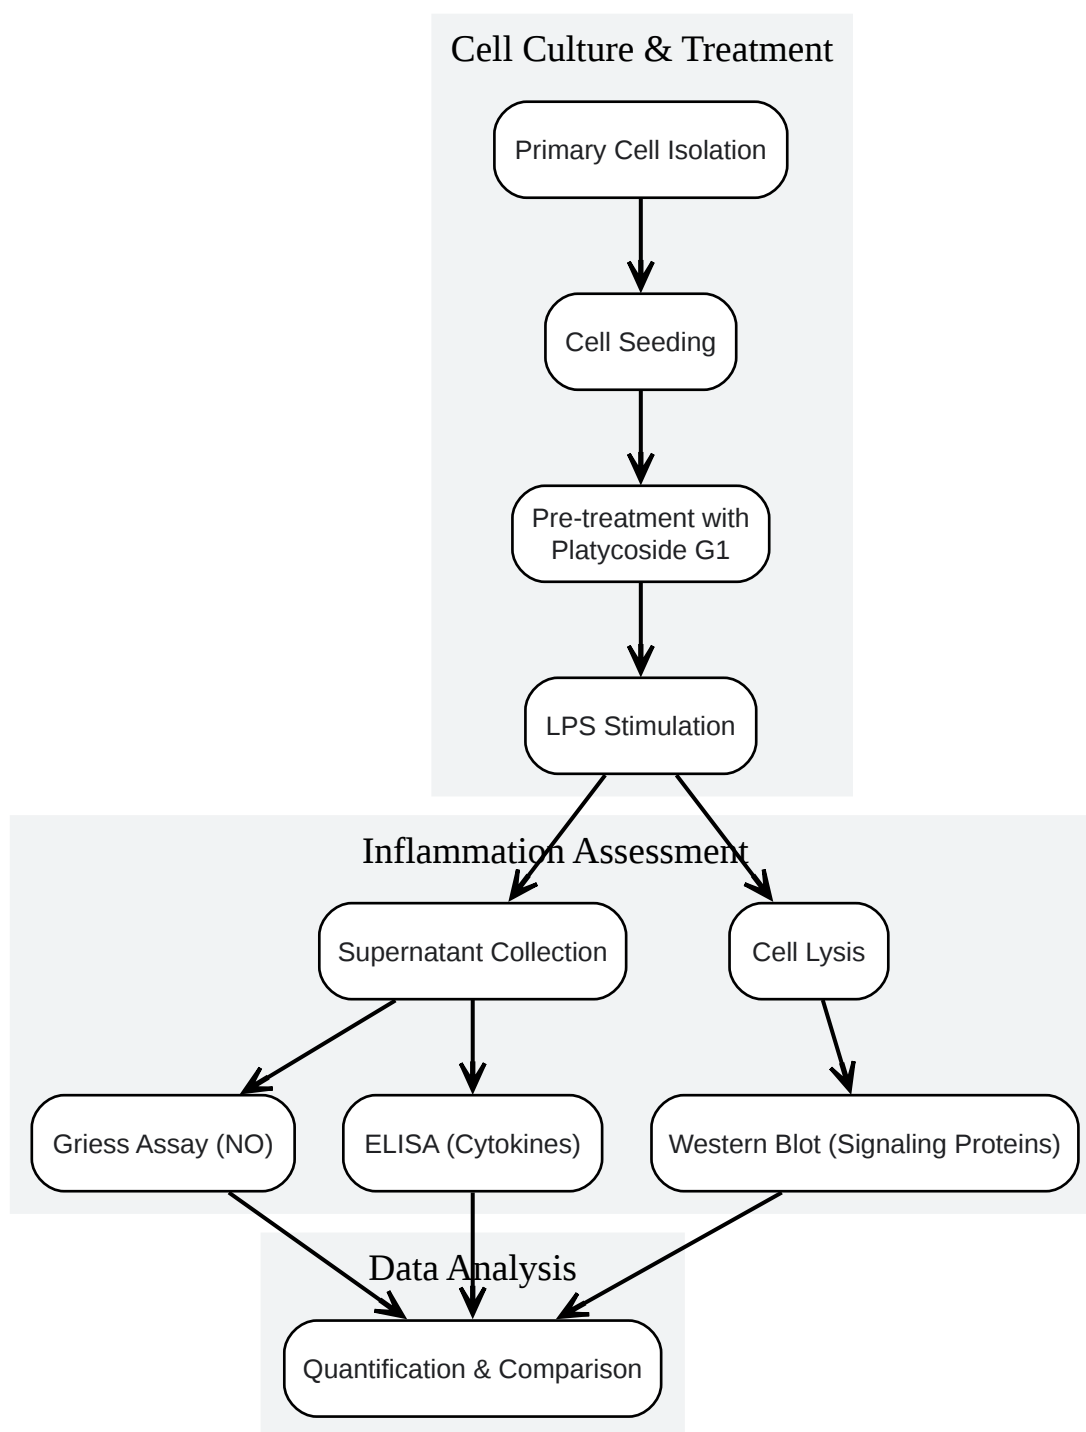 Cell Culture & Treatment
Primary Cell Isolation
Cell Seeding
Pre-treatment with
Platycoside G1
LPS Stimulation
Inflammation Assessment
Supernatant Collection
Cell Lysis
Griess Assay (NO)
ELISA (Cytokines)
Western Blot (Signaling Proteins)
Data Analysis
Quantification & Comparison